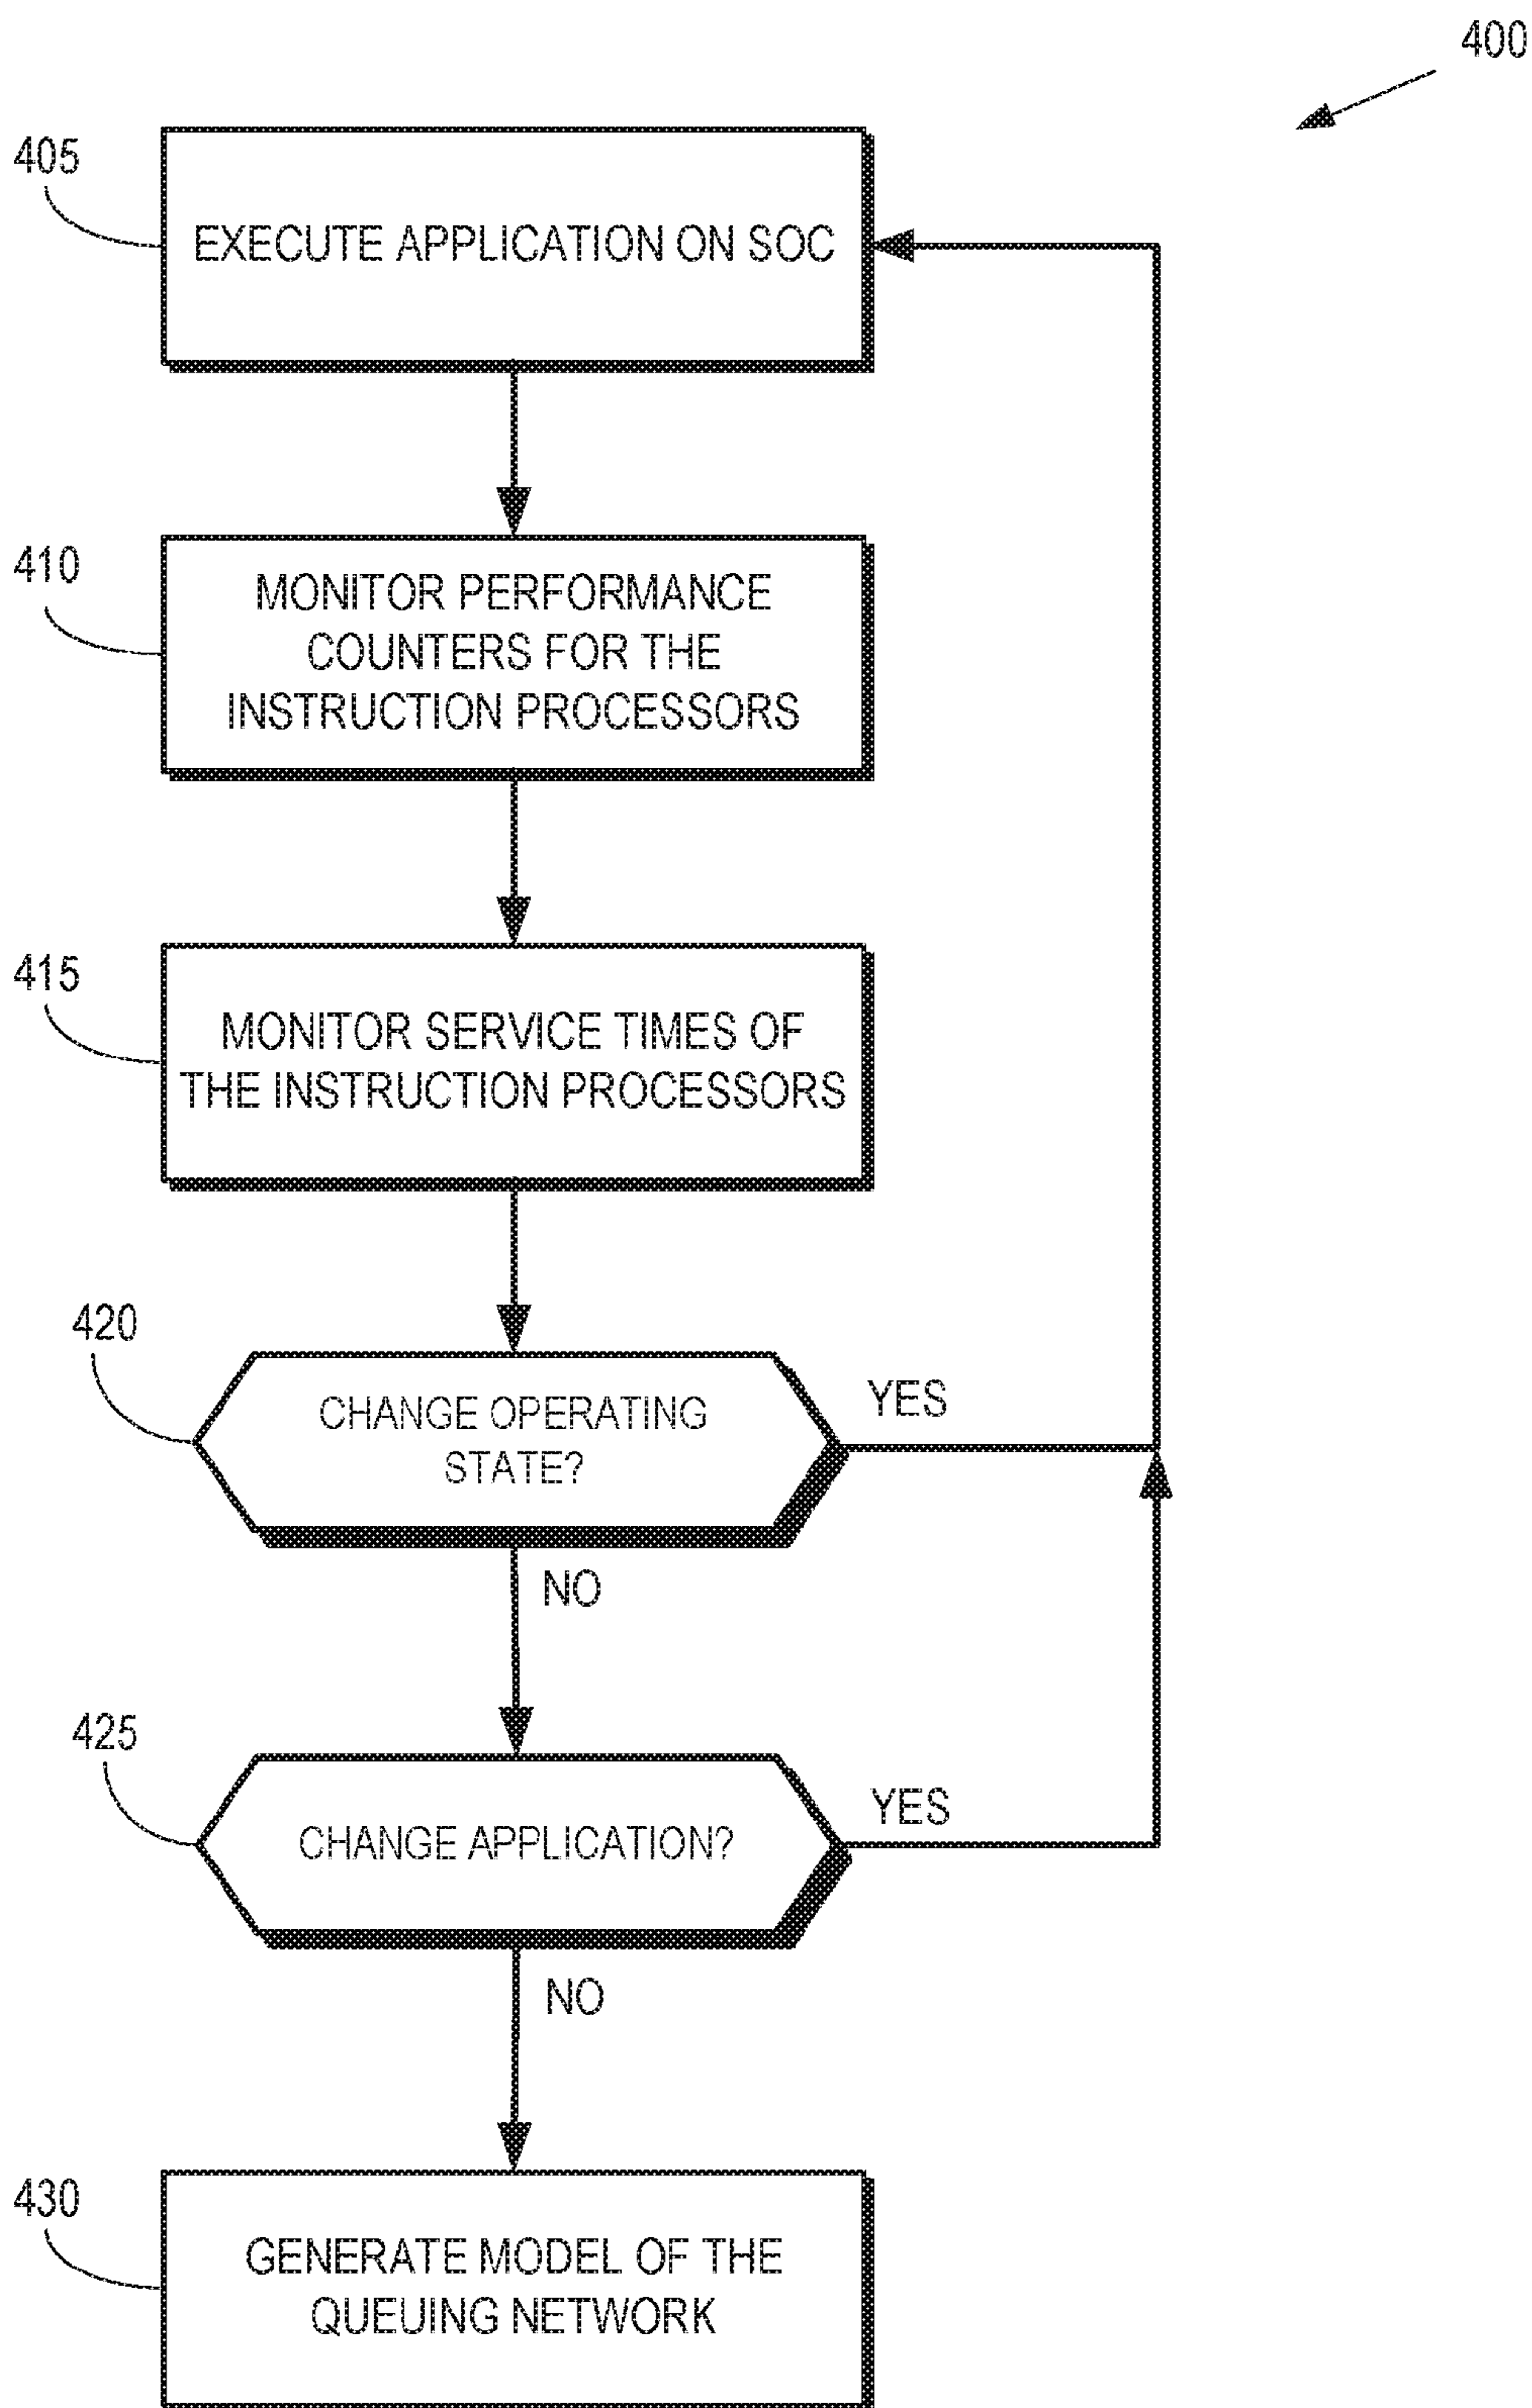 400
405
EXECUTE APPLICATION ON SOC
410
MONITOR PERFORMANCE
COUNTERS FOR THE
INSTRUCTION PROCESSORS
415
MONITOR SERVICE TIMES OF
THE INSTRUCTION PROCESSORS
420
CHANGE OPERATING
STATE?
YES
NO
425
CHANGE APPLICATION?
YES
NO
430
GENERATE MODEL OF THE
QUEUING NETWORK